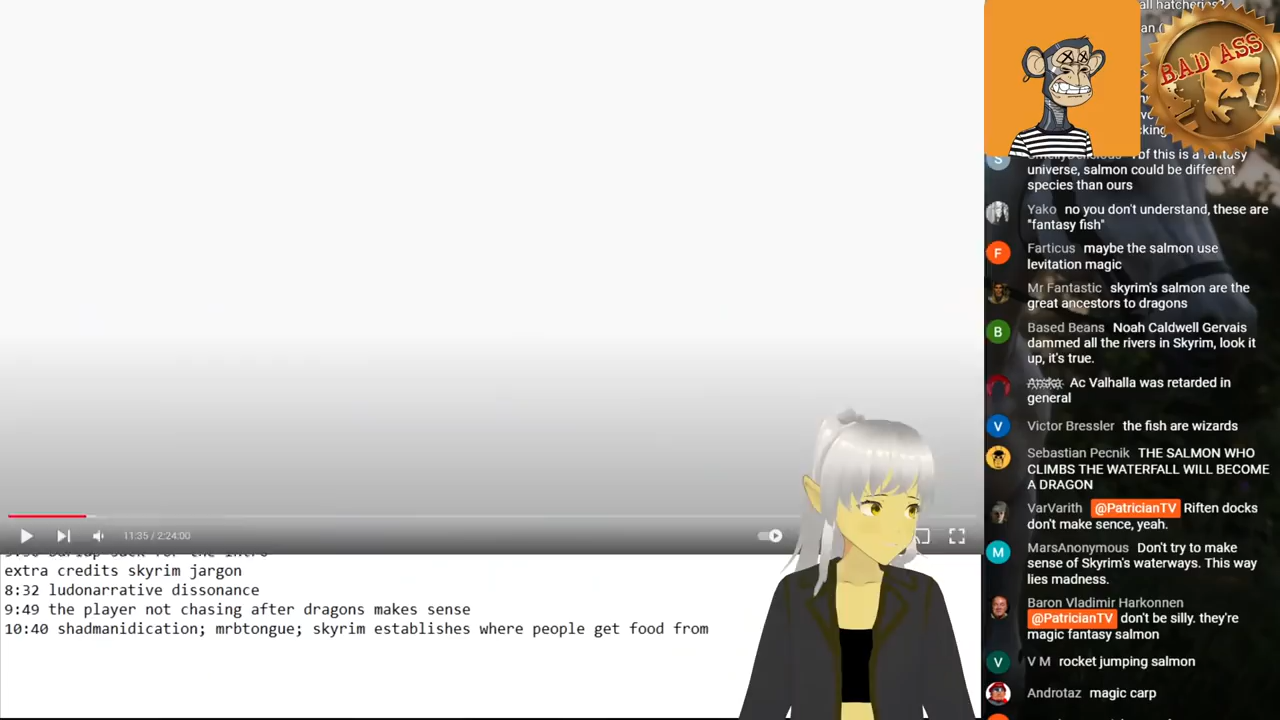 11:35 / 2:24:00
extra credits skyrim jargon
8:32 ludonarrative dissonance
9:49 the player not chasing after dragons makes sense
10:40 shadmanidication; mrbtongue; skyrim establishes where people get food from
BAD ASS
all hatcheries?
f this is a fantasy
universe, salmon could be different
species than ours
Yako no you don't understand, these are
"fantasy fish"
Farticus maybe the salmon use
levitation magic
Mr Fantastic skyrim's salmon are the
great ancestors to dragons
Based Beans Noah Caldwell Gervais
dammed all the rivers in Skyrim, look it
up, it's true.
Ac Valhalla was retarded in
general
Victor Bressler the fish are wizards
Sebastian Pecnik THE SALMON WHO
CLIMBS THE WATERFALL WILL BECOME
A DRAGON
VarVarith @PatricianTV Riften docks
don't make sence, yeah.
MarsAnonymous Don't try to make
sense of Skyrim's waterways. This way
lies madness.
Baron Vladimir Harkonnen
@PatricianTV don't be silly. they're
magic fantasy salmon
V M rocket jumping salmon
Androtaz magic carp